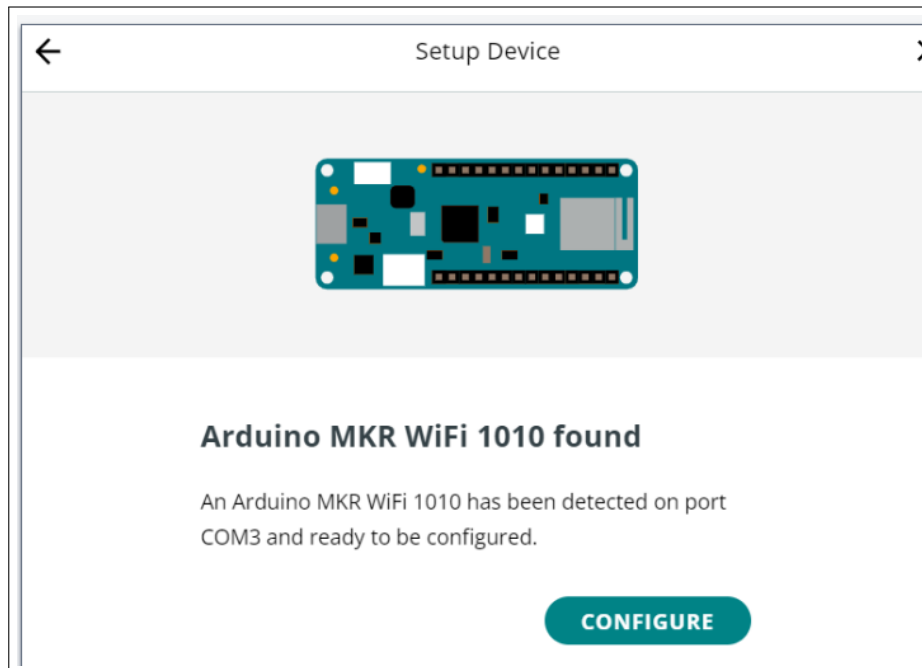 Setup Device
Arduino MKR WiFi 1010 found
An Arduino MKR WiFi 1010 has been detected on port
COM3 and ready to be configured.
CONFIGURE